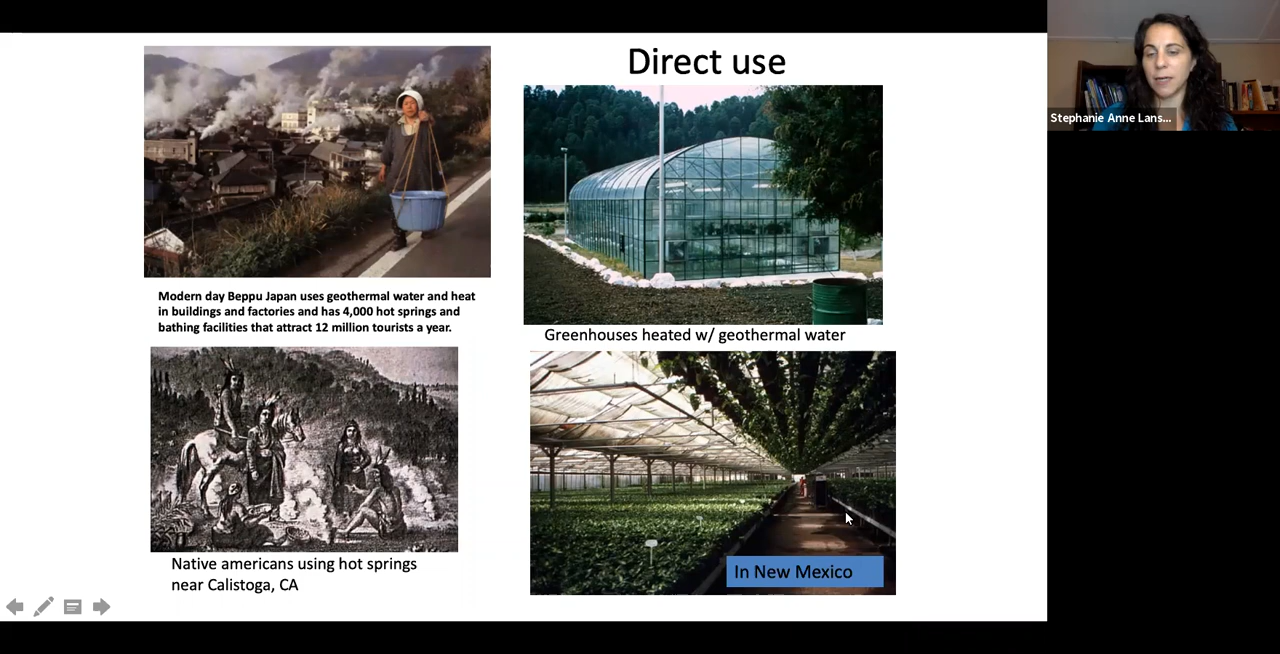 Direct use
Stephanie Anne Lans...
Modern day Beppu Japan uses geothermal water and heat
in buildings and factories and has 4,000 hot springs and
bathing facilities that attract 12 million tourists a year.
Greenhouses heated w/ geothermal water
Native americans using hot springs
near Calistoga, CA
In New Mexico